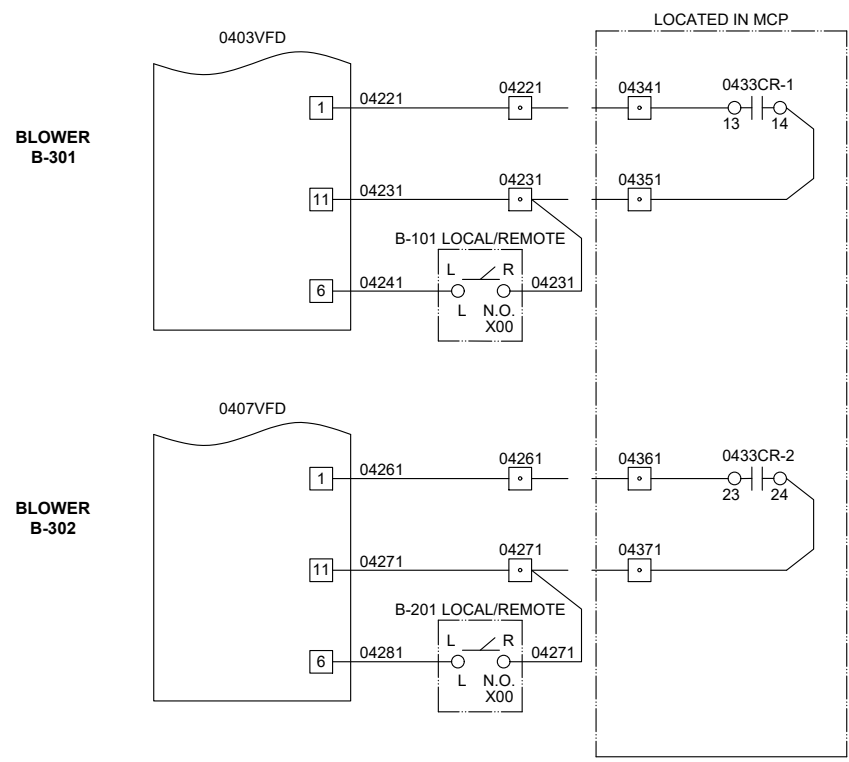 LOCATED IN MCP
0403VFD
04221
04221
04341
0433CR-1
1
13
14
BLOWER
B-301
04231
04231
04351
11
B-101 LOCAL/REMOTE
L
R
04241
04231
6
L
N.O.
X00
0407VFD
04261
04261
04361
0433CR-2
1
23
24
BLOWER
B-302
04271
04271
04371
11
B-201 LOCAL/REMOTE
L
R
04281
04271
6
L
N.O.
X00